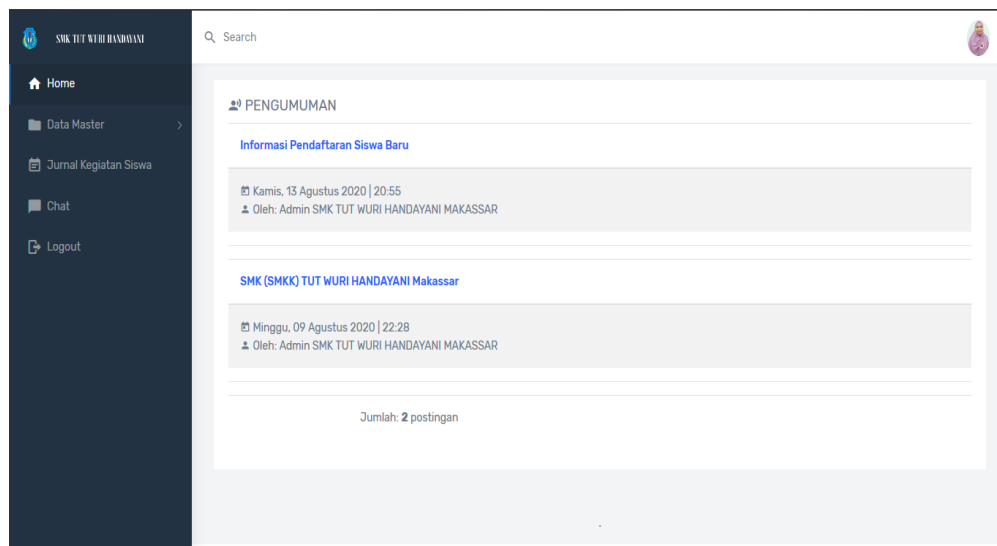 SMK TUT WURI HANDAYANI
Search
Home
Data Master
Jurnal Kegiatan Siswa
Chat
Logout
PENGUMUMAN
Informasi Pendaftaran Siswa Baru
Kamis, 13 Agustus 2020 | 20:55
Oleh: Admin SMK TUT WURI HANDAYANI MAKASSAR
SMK (SMKK) TUT WURI HANDAYANI Makassar
Minggu, 09 Agustus 2020 | 22:28
Oleh: Admin SMK TUT WURI HANDAYANI MAKASSAR
Jumlah: 2 postingan